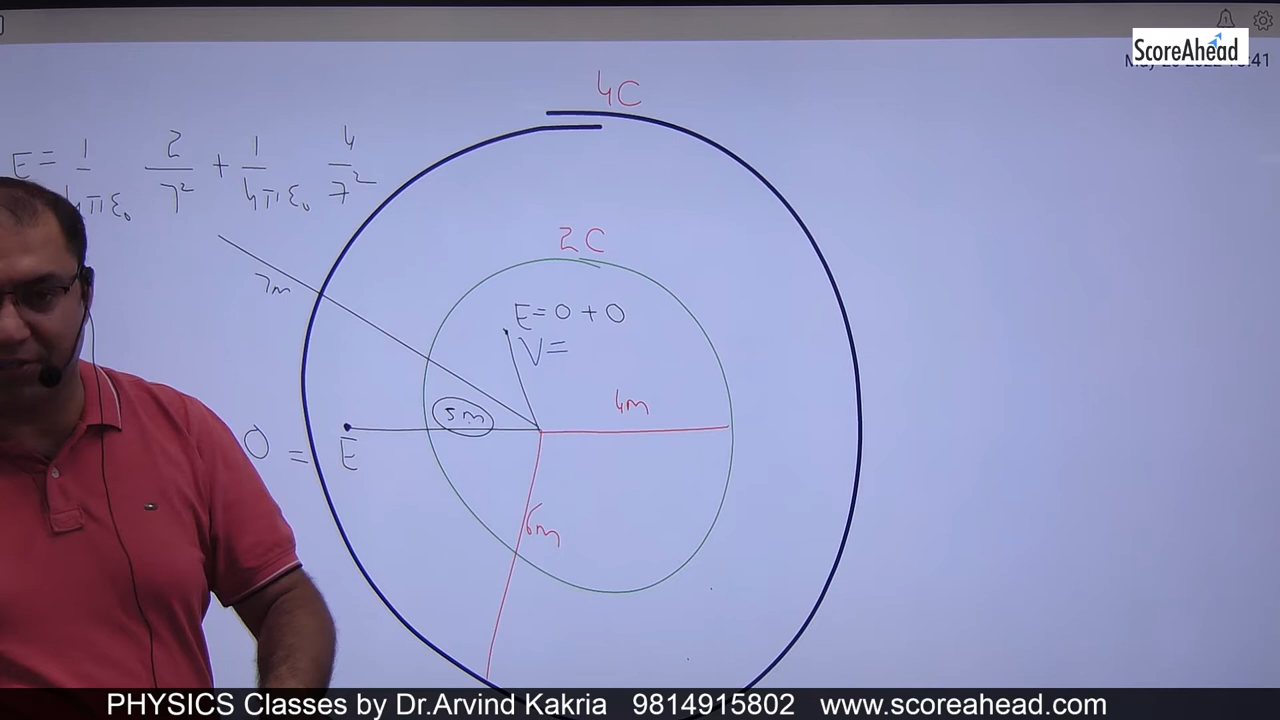 ScoreAhead
4C
E = 1 2 + 1 4
4πε₀ 7² 4πε₀ 7²
2C
7m
E = 0 + 0
V =
4m
5m
0 =
E
6m
PHYSICS Classes by Dr.Arvind Kakria 9814915802 www.scoreahead.com